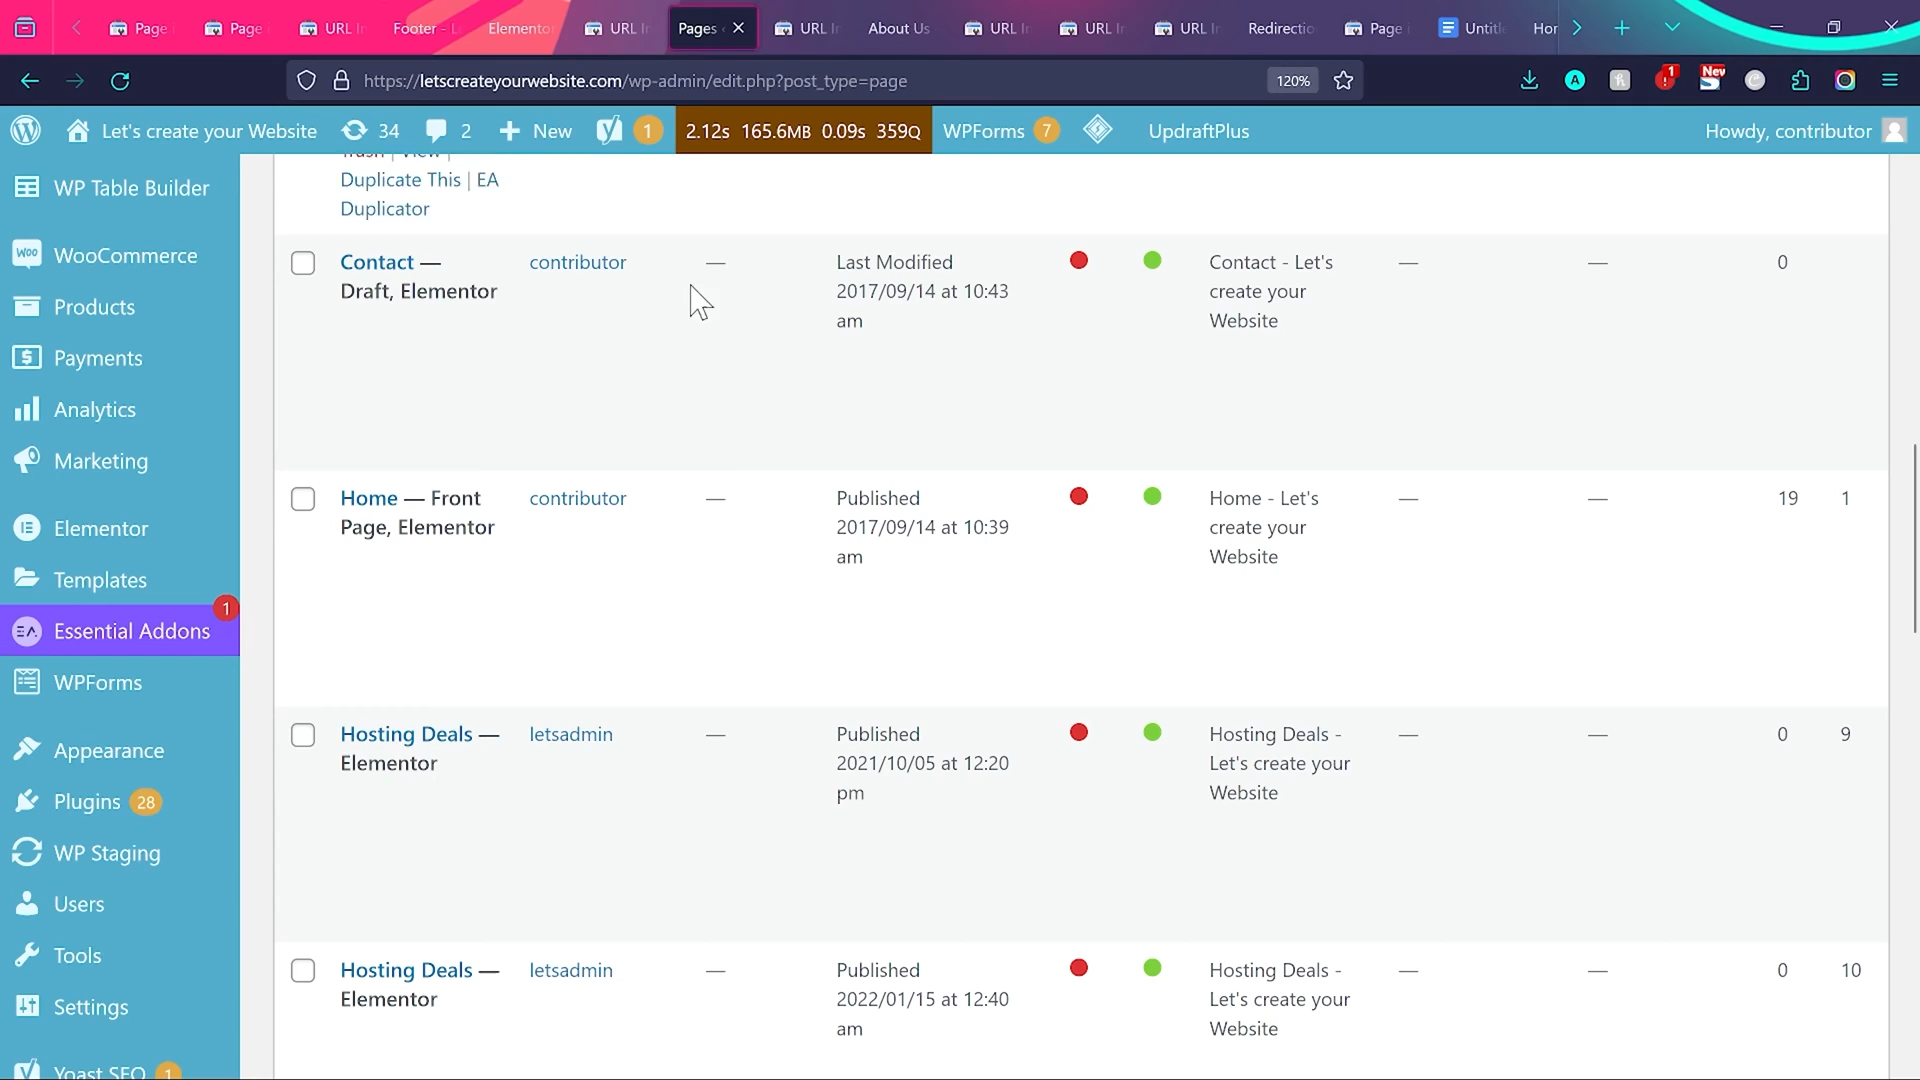 Page
Page
URL In
Footer - L
Elemento
URL In
Pages
URL In
About Us
URL In
URL In
URL In
Redirectio
Page i
Untitl
Hor
https://letscreateyourwebsite.com/wp-admin/edit.php?post_type=page
120%
A
1
New
Let's create your Website
34
2
New
1
2.12s 165.6MB 0.09s 359Q
WPForms 7
UpdraftPlus
Howdy, contributor
WP Table Builder
Woo
WooCommerce
Products
Payments
Analytics
Marketing
Elementor
Templates
1
Essential Addons
WPForms
Appearance
Plugins 28
WP Staging
Users
Tools
Settings
Yoast SEO 1
Trash | View |
Duplicate This | EA
Duplicator
Contact —
Draft, Elementor
contributor
—
Last Modified
2017/09/14 at 10:43
am
Contact - Let's
create your
Website
—
—
0
Home — Front
Page, Elementor
contributor
—
Published
2017/09/14 at 10:39
am
Home - Let's
create your
Website
—
—
19
1
Hosting Deals —
Elementor
letsadmin
—
Published
2021/10/05 at 12:20
pm
Hosting Deals -
Let's create your
Website
—
—
0
9
Hosting Deals —
Elementor
letsadmin
—
Published
2022/01/15 at 12:40
am
Hosting Deals -
Let's create your
Website
—
—
0
10